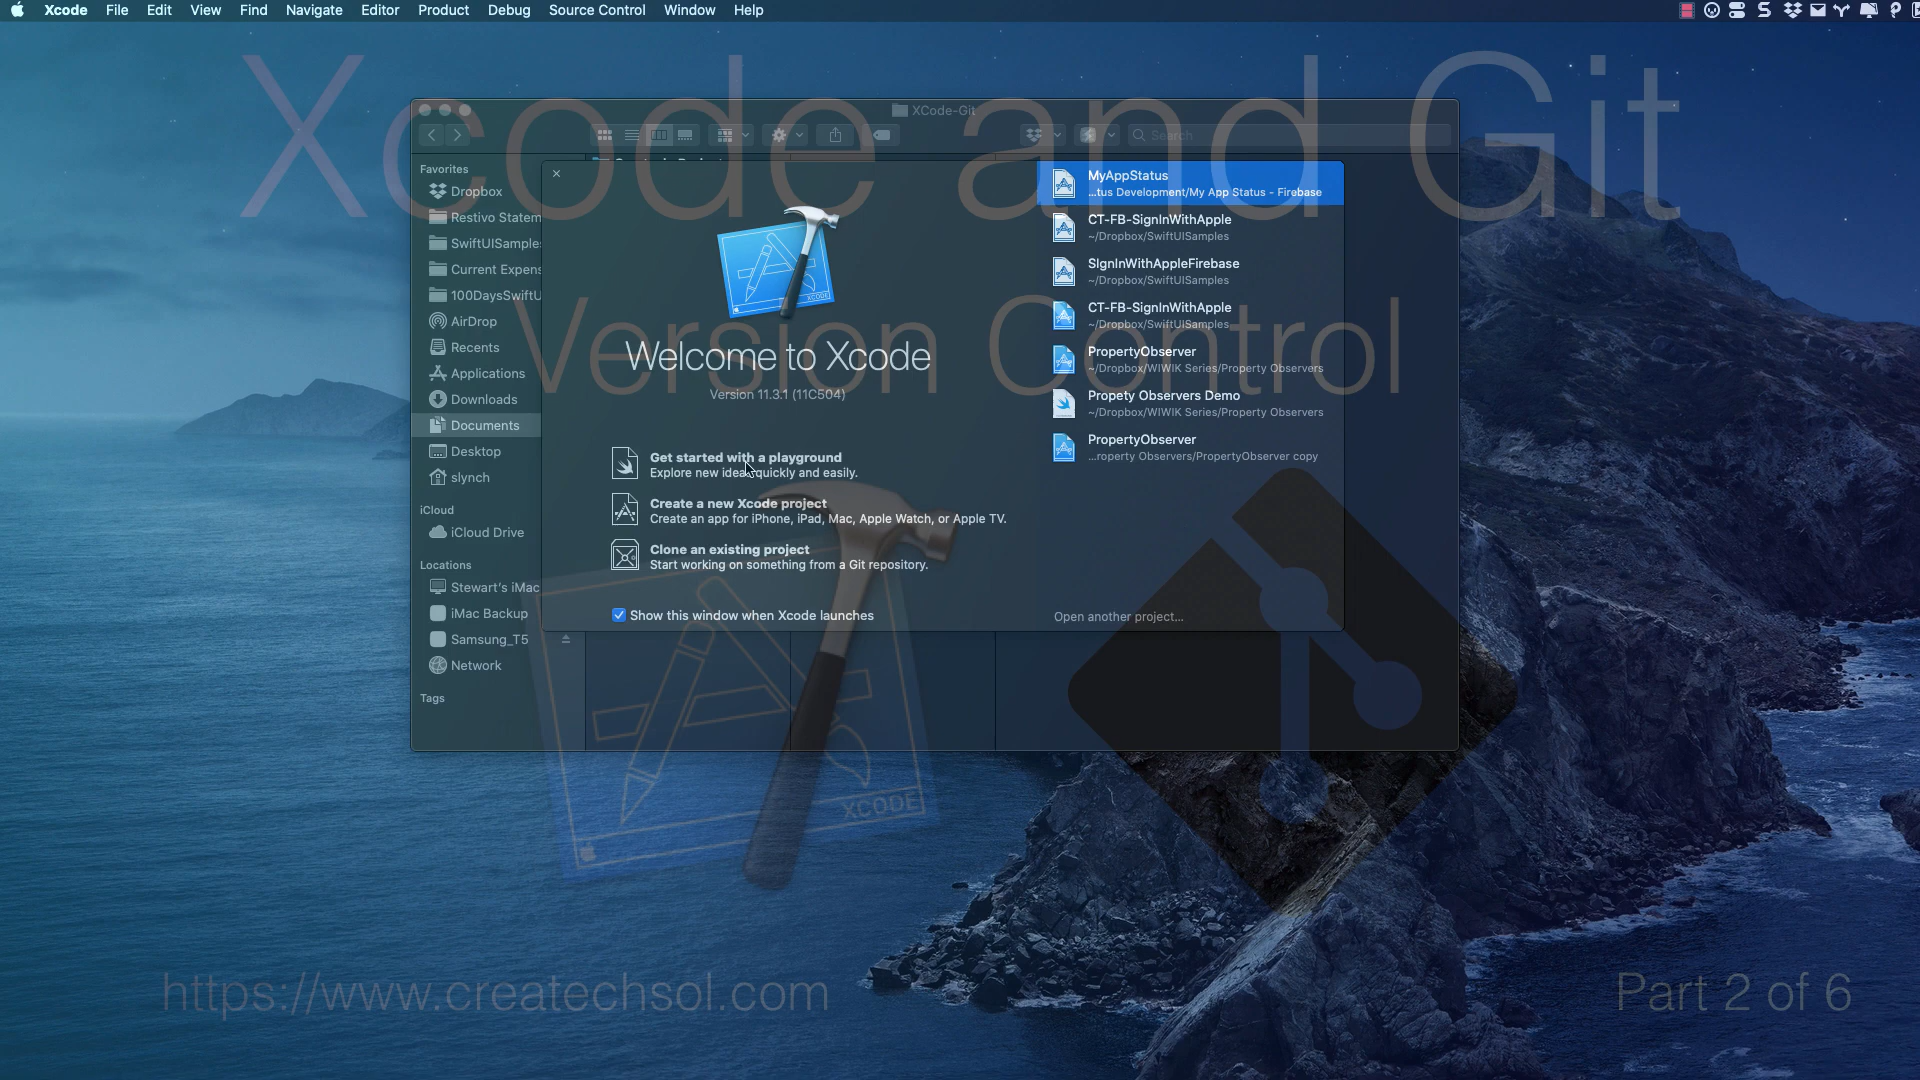 Xcode File Edit View Find Navigate Editor Product Debug Source Control Window Help
Xcode and Git
Version Control
XCode-Git
Search
Favorites
Dropbox
Restivo Statem
SwiftUISamples
Current Expens
100DaysSwiftU
AirDrop
Recents
Applications
Downloads
Documents
Desktop
slynch
iCloud
iCloud Drive
Locations
Stewart's iMac
iMac Backup
Samsung_T5
Network
Tags
XCODE
Welcome to Xcode
Version 11.3.1 (11C504)
Get started with a playground
Explore new ideas quickly and easily.
Create a new Xcode project
Create an app for iPhone, iPad, Mac, Apple Watch, or Apple TV.
Clone an existing project
Start working on something from a Git repository.
Show this window when Xcode launches
MyAppStatus
...tus Development/My App Status - Firebase
CT-FB-SignInWithApple
~/Dropbox/SwiftUISamples
SIgnInWithAppleFirebase
~/Dropbox/SwiftUISamples
CT-FB-SignInWithApple
~/Dropbox/SwiftUISamples
PropertyObserver
~/Dropbox/WIWIK Series/Property Observers
Propety Observers Demo
~/Dropbox/WIWIK Series/Property Observers
PropertyObserver
...roperty Observers/PropertyObserver copy
Open another project...
XCODE
https://www.createchsol.com
Part 2 of 6